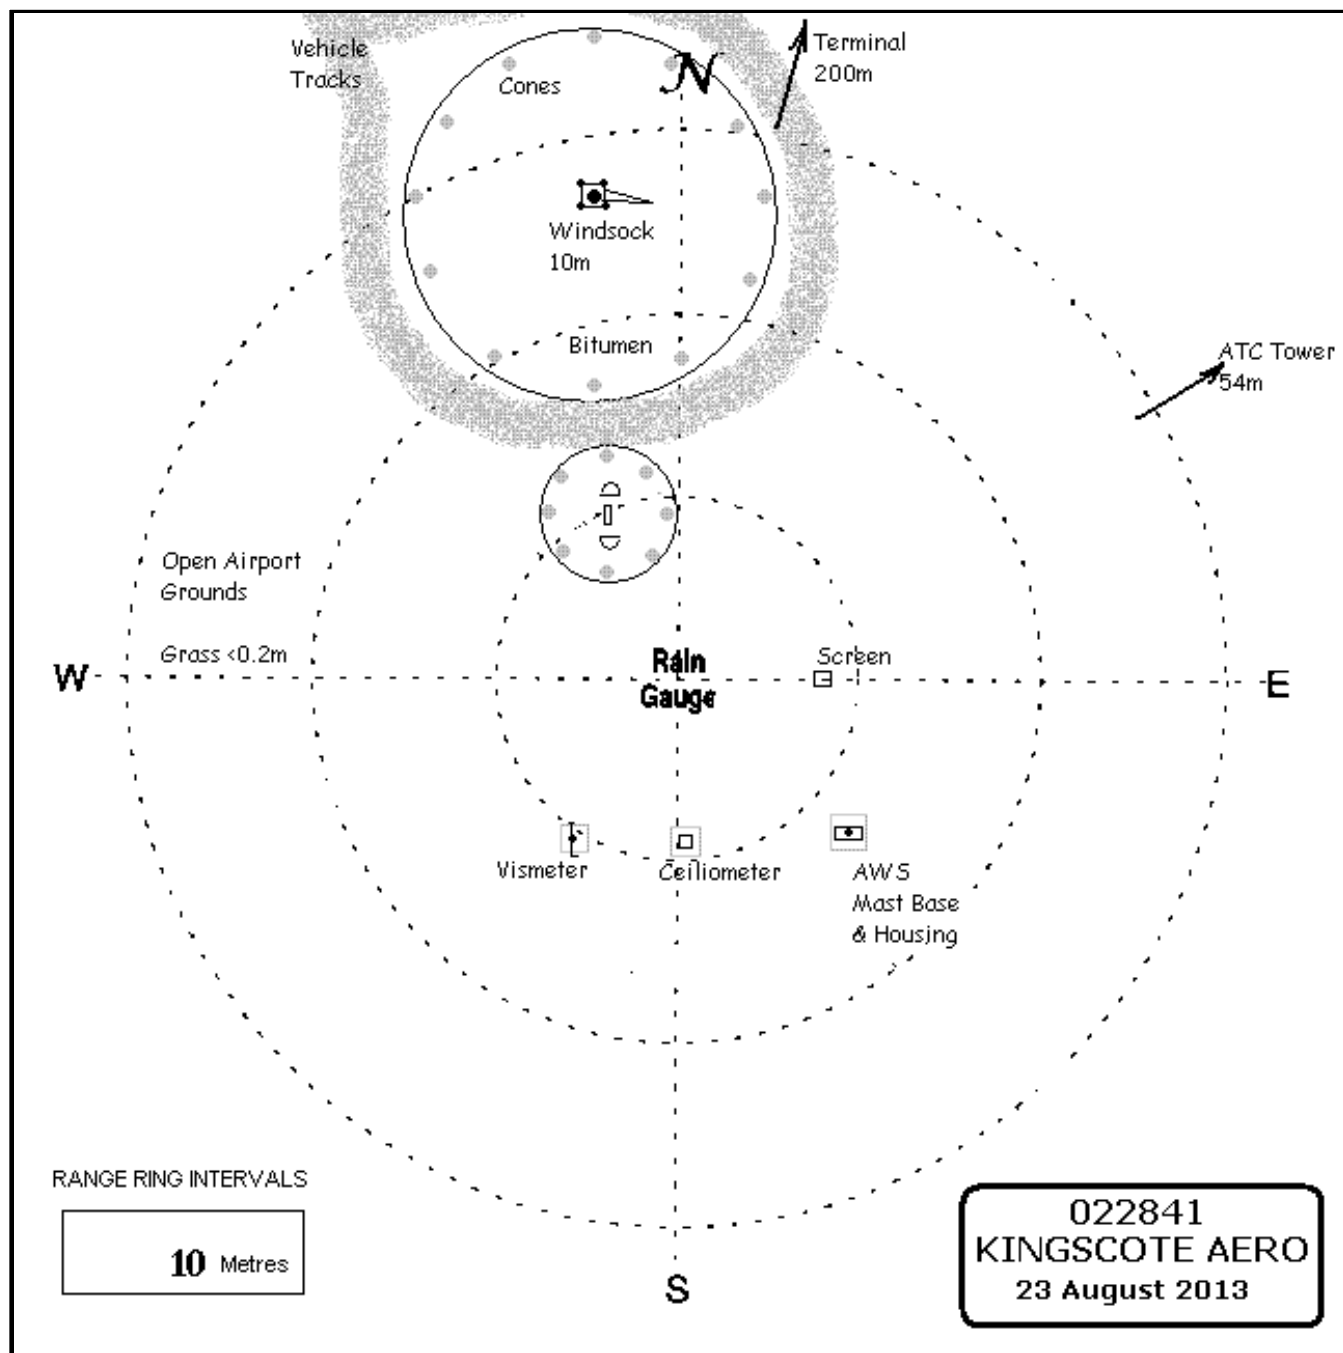 Vehicle
Tracks
Cones
N
Terminal
200m
Windsock
10m
Bitumen
ATC Tower
54m
Open Airport
Grounds
Grass <0.2m
W
Rain
Gauge
Screen
E
Vismeter
Ceiliometer
AWS
Mast Base
& Housing
RANGE RING INTERVALS
10 Metres
S
022841
KINGSCOTE AERO
23 August 2013